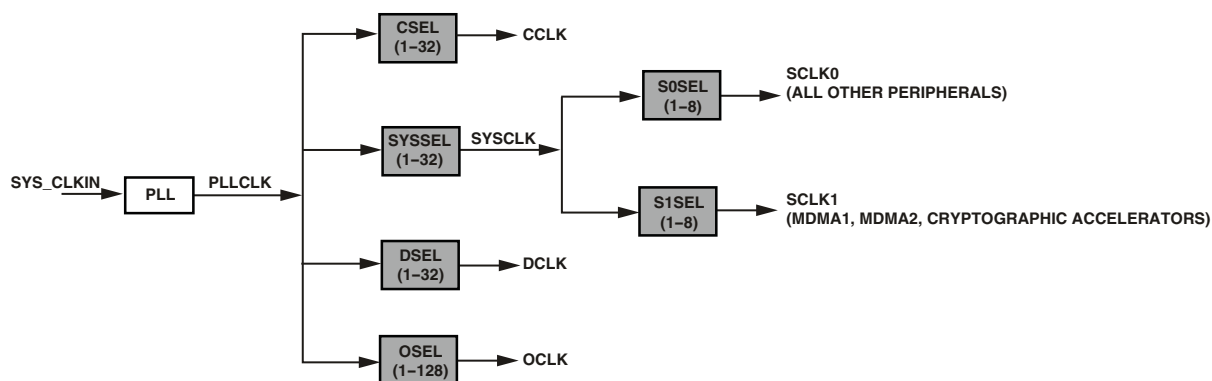 SYS_CLKIN
PLL
PLLCLK
CSEL
(1–32)
CCLK
SYSSEL
(1–32)
SYSCLK
S0SEL
(1–8)
SCLK0
(ALL OTHER PERIPHERALS)
S1SEL
(1–8)
SCLK1
(MDMA1, MDMA2, CRYPTOGRAPHIC ACCELERATORS)
DSEL
(1–32)
DCLK
OSEL
(1–128)
OCLK